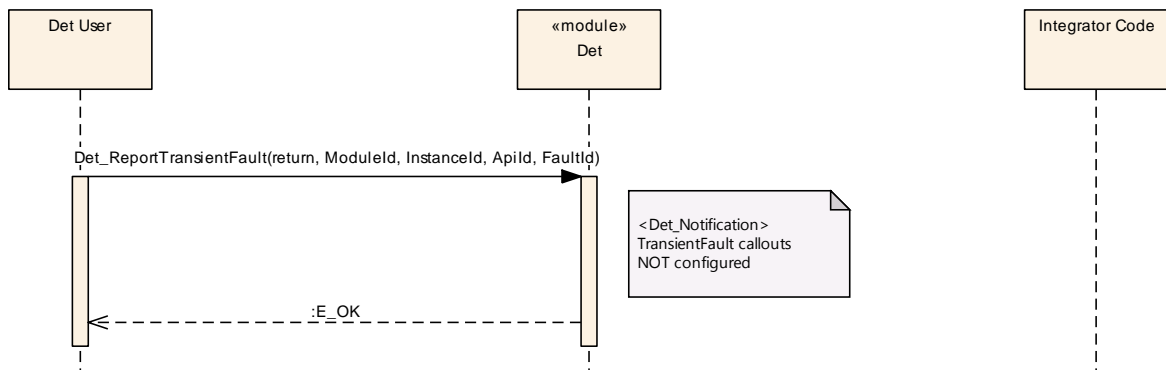 Det User
«module»
Det
Integrator Code
Det_ReportTransientFault(return, ModuleId, InstanceId, ApiId, FaultId)
<Det_Notification>
TransientFault callouts
NOT configured
:E_OK